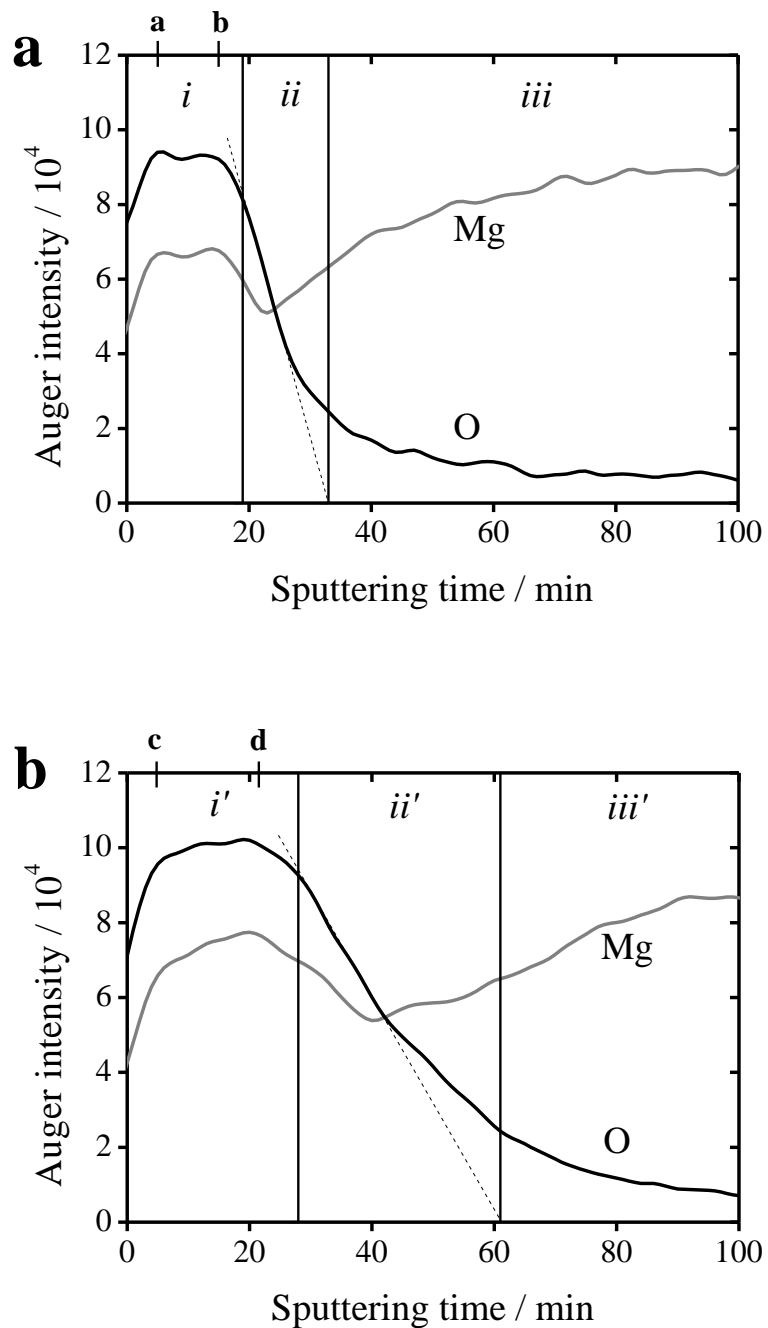 a b
a
12
i ii iii
10
8
Mg
6
4
O
2
0
0 20 40 60 80 100
Auger intensity / 10⁴
Sputtering time / min
c d
b
12
i' ii' iii'
10
8
Mg
6
4
2
O
0
0 20 40 60 80 100
Auger intensity / 10⁴
Sputtering time / min